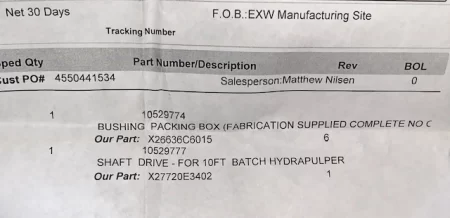 Net 30 Days F.O.B.:EXW Manufacturing Site
Tracking Number
ped Qty Part Number/Description Rev BOL
ust PO# 4550441534 Salesperson:Matthew Nilsen 0
1 10529774
BUSHING PACKING BOX (FABRICATION SUPPLIED COMPLETE NO C
Our Part: X26636C6015 6
1 10529777
SHAFT DRIVE - FOR 10FT BATCH HYDRAPULPER
Our Part: X27720E3402 1